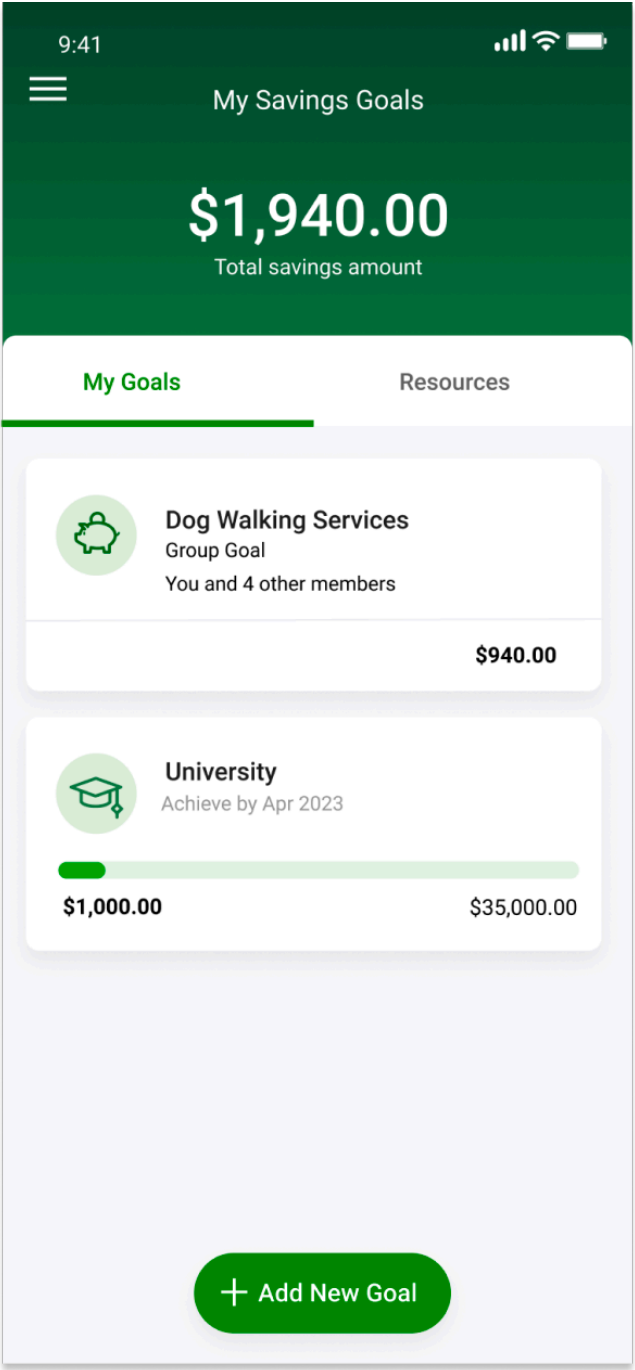 9:41
My Savings Goals
$1,940.00
Total savings amount
My Goals
Resources
Dog Walking Services
Group Goal
You and 4 other members
$940.00
University
Achieve by Apr 2023
$1,000.00
$35,000.00
Add New Goal